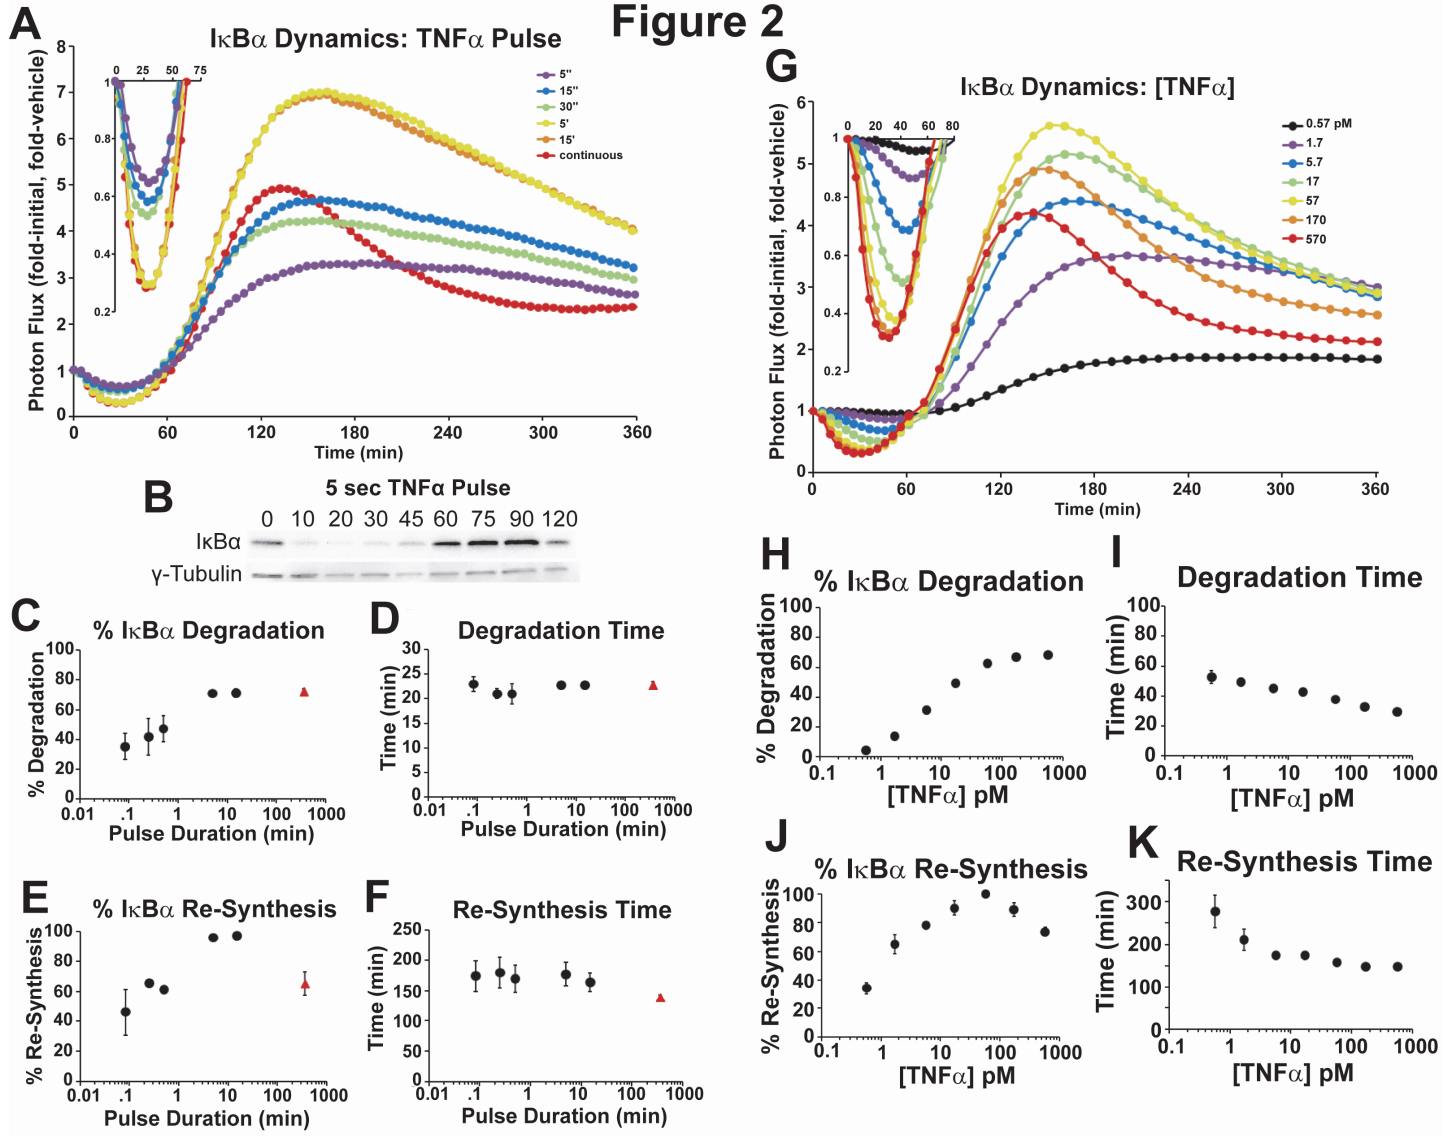 Figure 2
A
IκBα Dynamics: TNFα Pulse
Photon Flux (fold-initial, fold-vehicle)
8
7
6
5
4
3
2
1
0
0 25 50 75
1
0.8
0.6
0.4
0.2
5"
15"
30"
5'
15'
continuous
0 60 120 180 240 300 360
Time (min)
B
5 sec TNFα Pulse
0 10 20 30 45 60 75 90 120
IκBα
γ-Tubulin
C
% IκBα Degradation
% Degradation
100
80
60
40
20
0
0.01 .1 1 10 100 1000
Pulse Duration (min)
D
Degradation Time
Time (min)
30
25
20
15
10
5
0
0.01 .1 1 10 100 1000
Pulse Duration (min)
E
% IκBα Re-Synthesis
% Re-Synthesis
100
80
60
40
20
0
0.01 .1 1 10 100 1000
Pulse Duration (min)
F
Re-Synthesis Time
Time (min)
250
200
150
100
50
0
0.01 .1 1 10 100 1000
Pulse Duration (min)
G
IκBα Dynamics: [TNFα]
Photon Flux (fold-initial, fold-vehicle)
6
5
4
3
2
1
0
0 20 40 60 80
1
0.8
0.6
0.4
0.2
0.57 pM
1.7
5.7
17
57
170
570
0 60 120 180 240 300 360
Time (min)
H
% IκBα Degradation
% Degradation
100
80
60
40
20
0
0.1 1 10 100 1000
[TNFα] pM
I
Degradation Time
Time (min)
100
80
60
40
20
0
0.1 1 10 100 1000
[TNFα] pM
J
% IκBα Re-Synthesis
% Re-Synthesis
100
80
60
40
20
0
0.1 1 10 100 1000
[TNFα] pM
K
Re-Synthesis Time
Time (min)
300
200
100
0
0.1 1 10 100 1000
[TNFα] pM